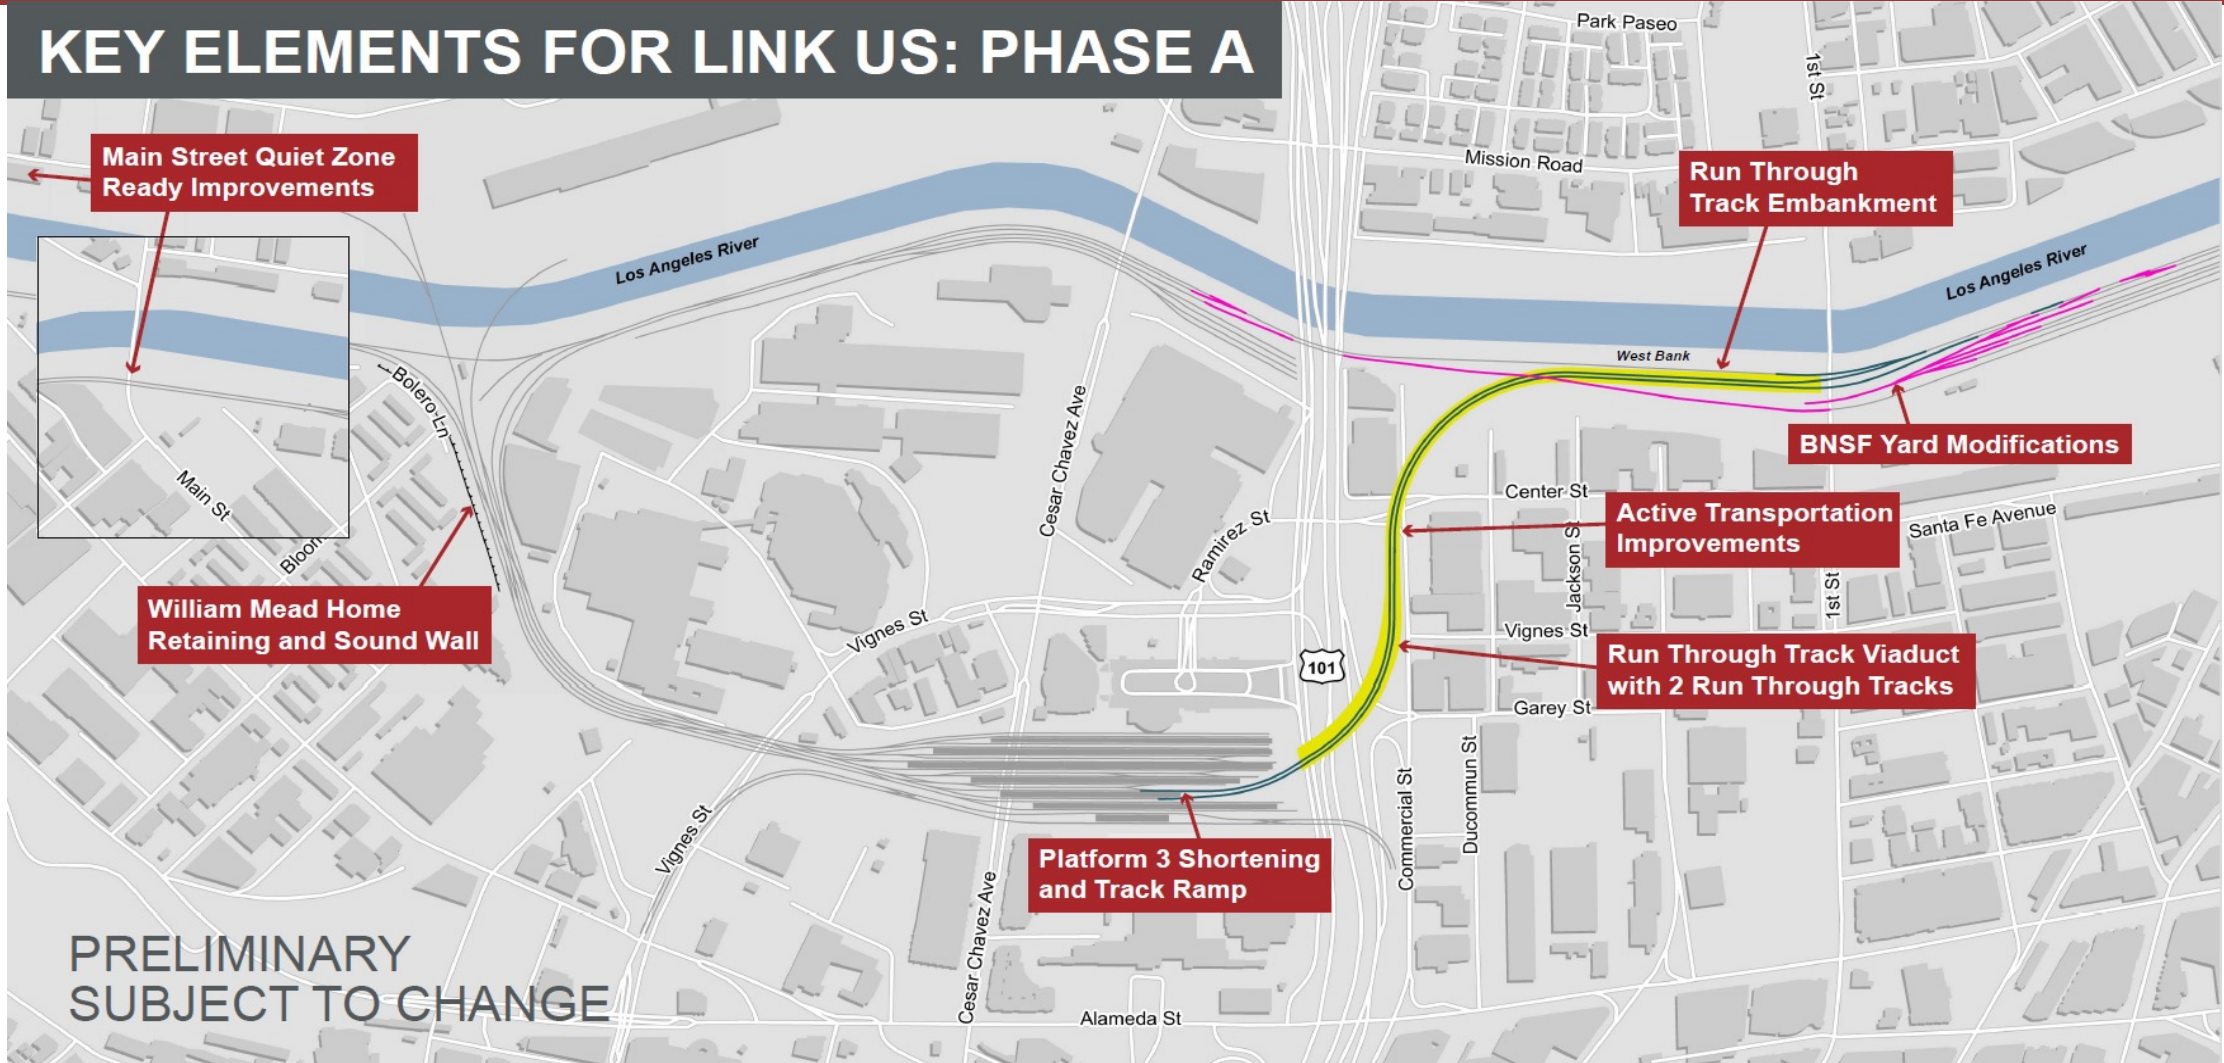 KEY ELEMENTS FOR LINK US: PHASE A
Park Paseo
1st St
Mission Road
Main Street Quiet Zone
Ready Improvements
Run Through
Track Embankment
Los Angeles River
Los Angeles River
West Bank
Bolero Ln
BNSF Yard Modifications
Cesar Chavez Ave
Main St
Center St
Active Transportation
Improvements
Santa Fe Avenue
Ramirez St
Jackson St
Bloom
William Mead Home
Retaining and Sound Wall
1st St
Vignes St
Vignes St
101
Run Through Track Viaduct
with 2 Run Through Tracks
Garey St
Commercial St
Ducommun St
Vignes St
Platform 3 Shortening
and Track Ramp
Cesar Chavez Ave
PRELIMINARY
SUBJECT TO CHANGE
Alameda St